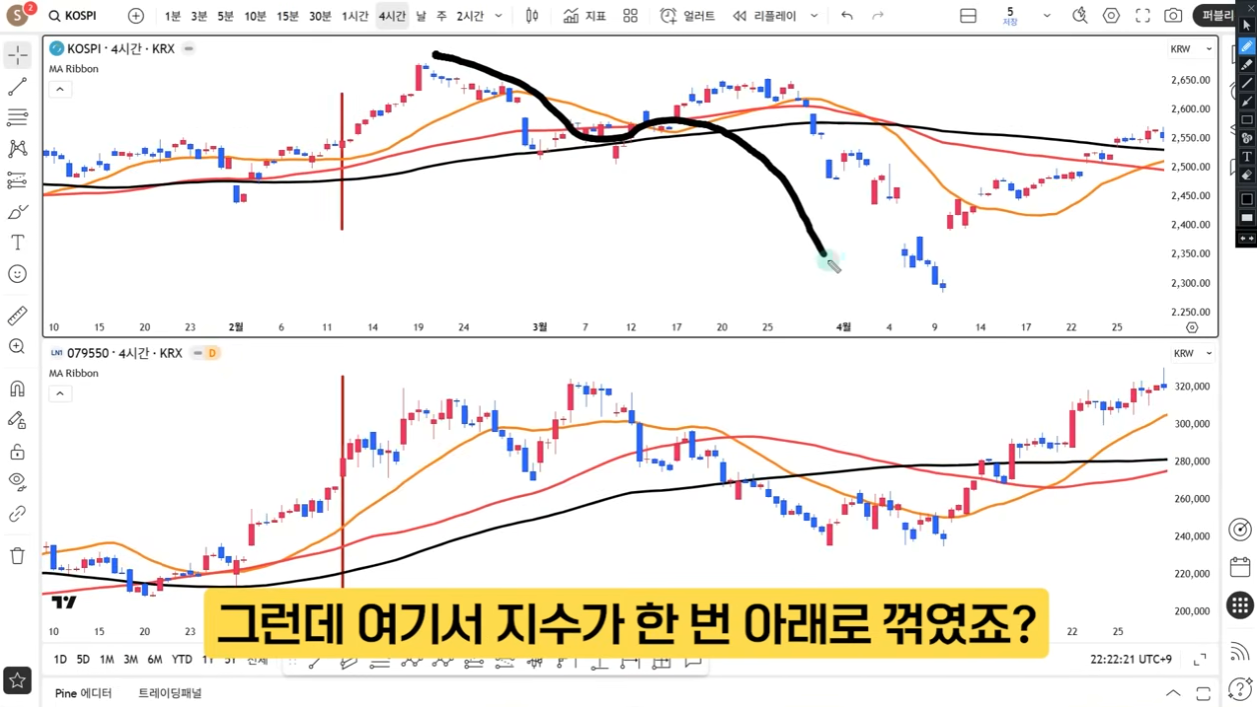 S 2 KOSPI 1분 3분 5분 10분 15분 30분 1시간 4시간 날 주 2시간 지표 얼러트 리플레이 5 저장 퍼블리
KOSPI · 4시간 · KRX KRW
MA Ribbon
2,650.00
2,600.00
2,550.00
2,500.00
2,450.00
2,400.00
2,350.00
2,300.00
2,250.00
10 15 20 23 2월 6 11 14 19 24 3월 7 12 17 20 25 4월 4 9 14 17 22 25
LN1 079550 · 4시간 · KRX D KRW
MA Ribbon
320,000
300,000
280,000
260,000
240,000
220,000
200,000
10 15 20 23 22 25
그런데 여기서 지수가 한 번 아래로 꺾였죠?
1D 5D 1M 3M 6M YTD 1Y 5Y 전체 22:22:21 UTC+9
Pine 에디터 트레이딩패널